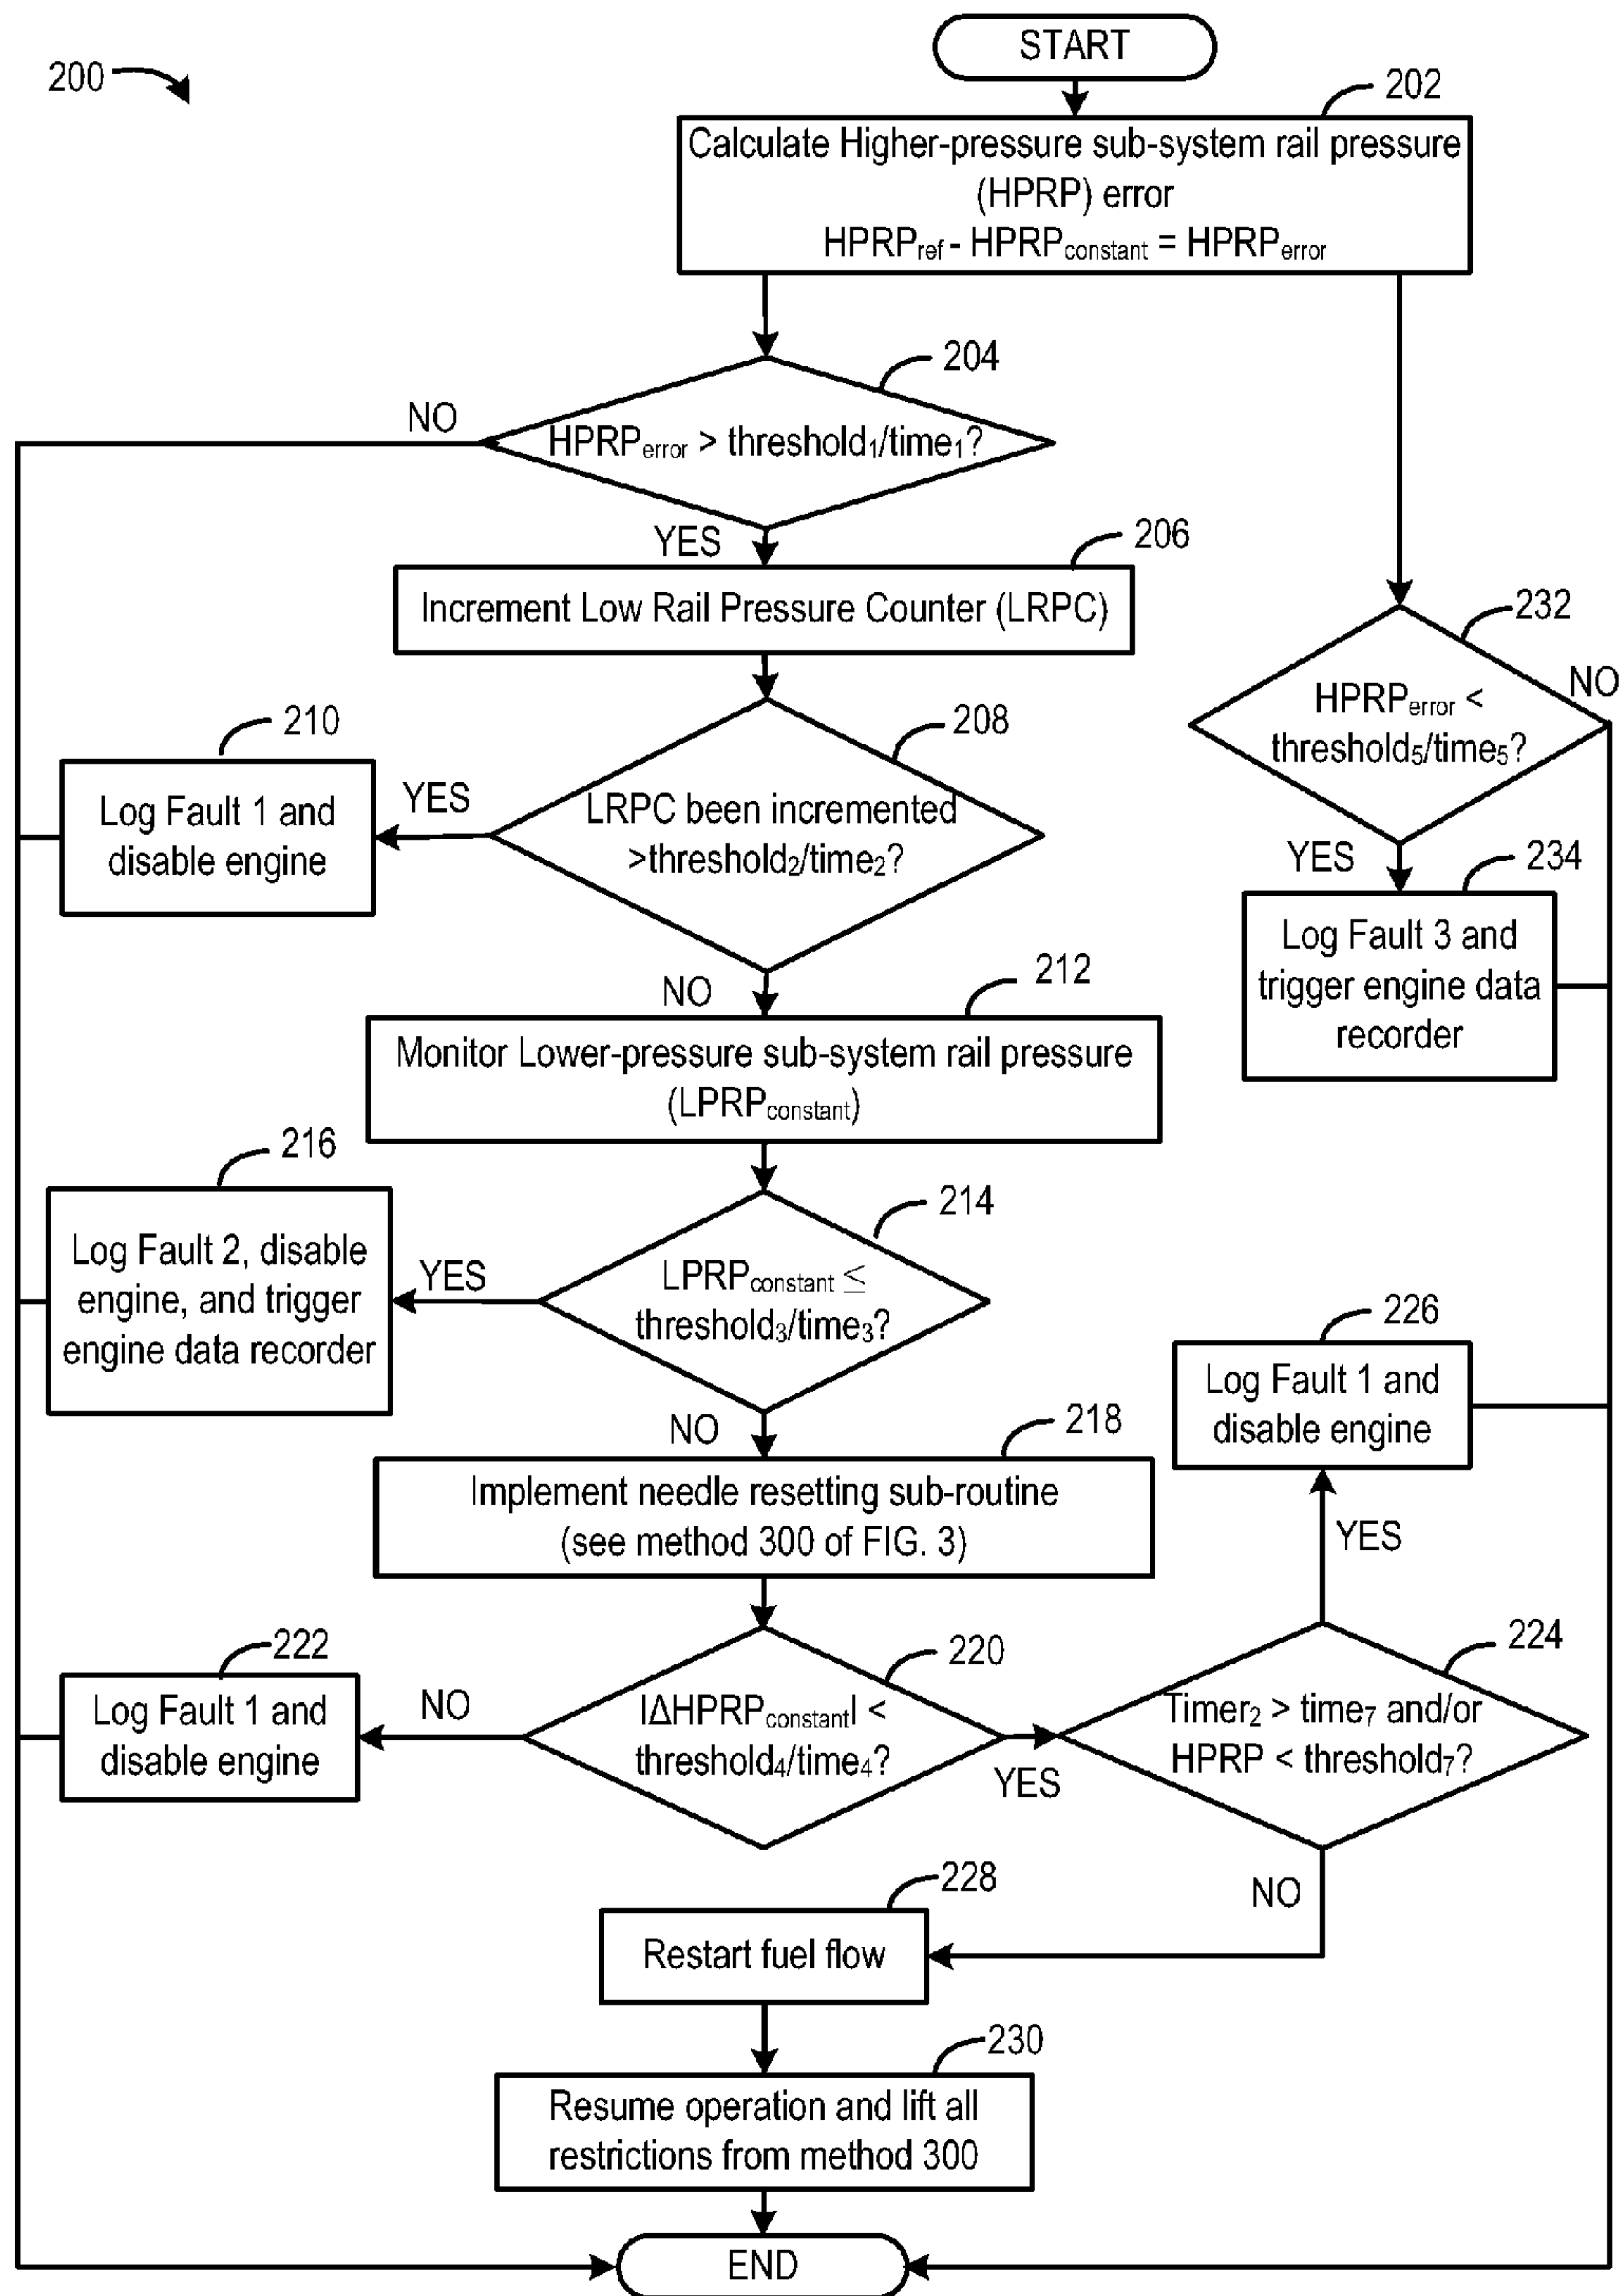 200
START
202
Calculate Higher-pressure sub-system rail pressure
(HPRP) error
HPRPref - HPRPconstant = HPRPerror
204
NO
HPRPerror > threshold1/time1?
YES
206
Increment Low Rail Pressure Counter (LRPC)
232
HPRPerror <
threshold5/time5?
NO
210
Log Fault 1 and
disable engine
YES
208
LRPC been incremented
>threshold2/time2?
YES
234
Log Fault 3 and
trigger engine data
recorder
NO
212
Monitor Lower-pressure sub-system rail pressure
(LPRPconstant)
216
Log Fault 2, disable
engine, and trigger
engine data recorder
YES
214
LPRPconstant ≤
threshold3/time3?
226
Log Fault 1 and
disable engine
NO
218
Implement needle resetting sub-routine
(see method 300 of FIG. 3)
YES
222
Log Fault 1 and
disable engine
NO
220
|ΔHPRPconstant| <
threshold4/time4?
YES
224
Timer2 > time7 and/or
HPRP < threshold7?
NO
228
Restart fuel flow
230
Resume operation and lift all
restrictions from method 300
END